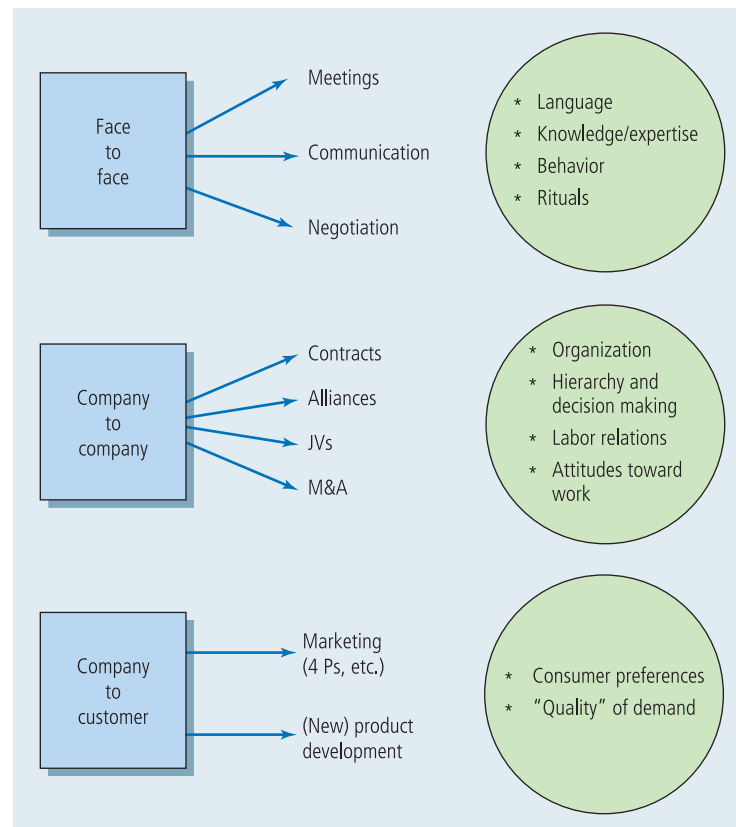 Face
to
face
Meetings
Communication
Negotiation
* Language
* Knowledge/expertise
* Behavior
* Rituals
Company
to
company
Contracts
Alliances
JVs
M&A
* Organization
* Hierarchy and
decision making
* Labor relations
* Attitudes toward
work
Company
to
customer
Marketing
(4 Ps, etc.)
(New) product
development
* Consumer preferences
* “Quality” of demand